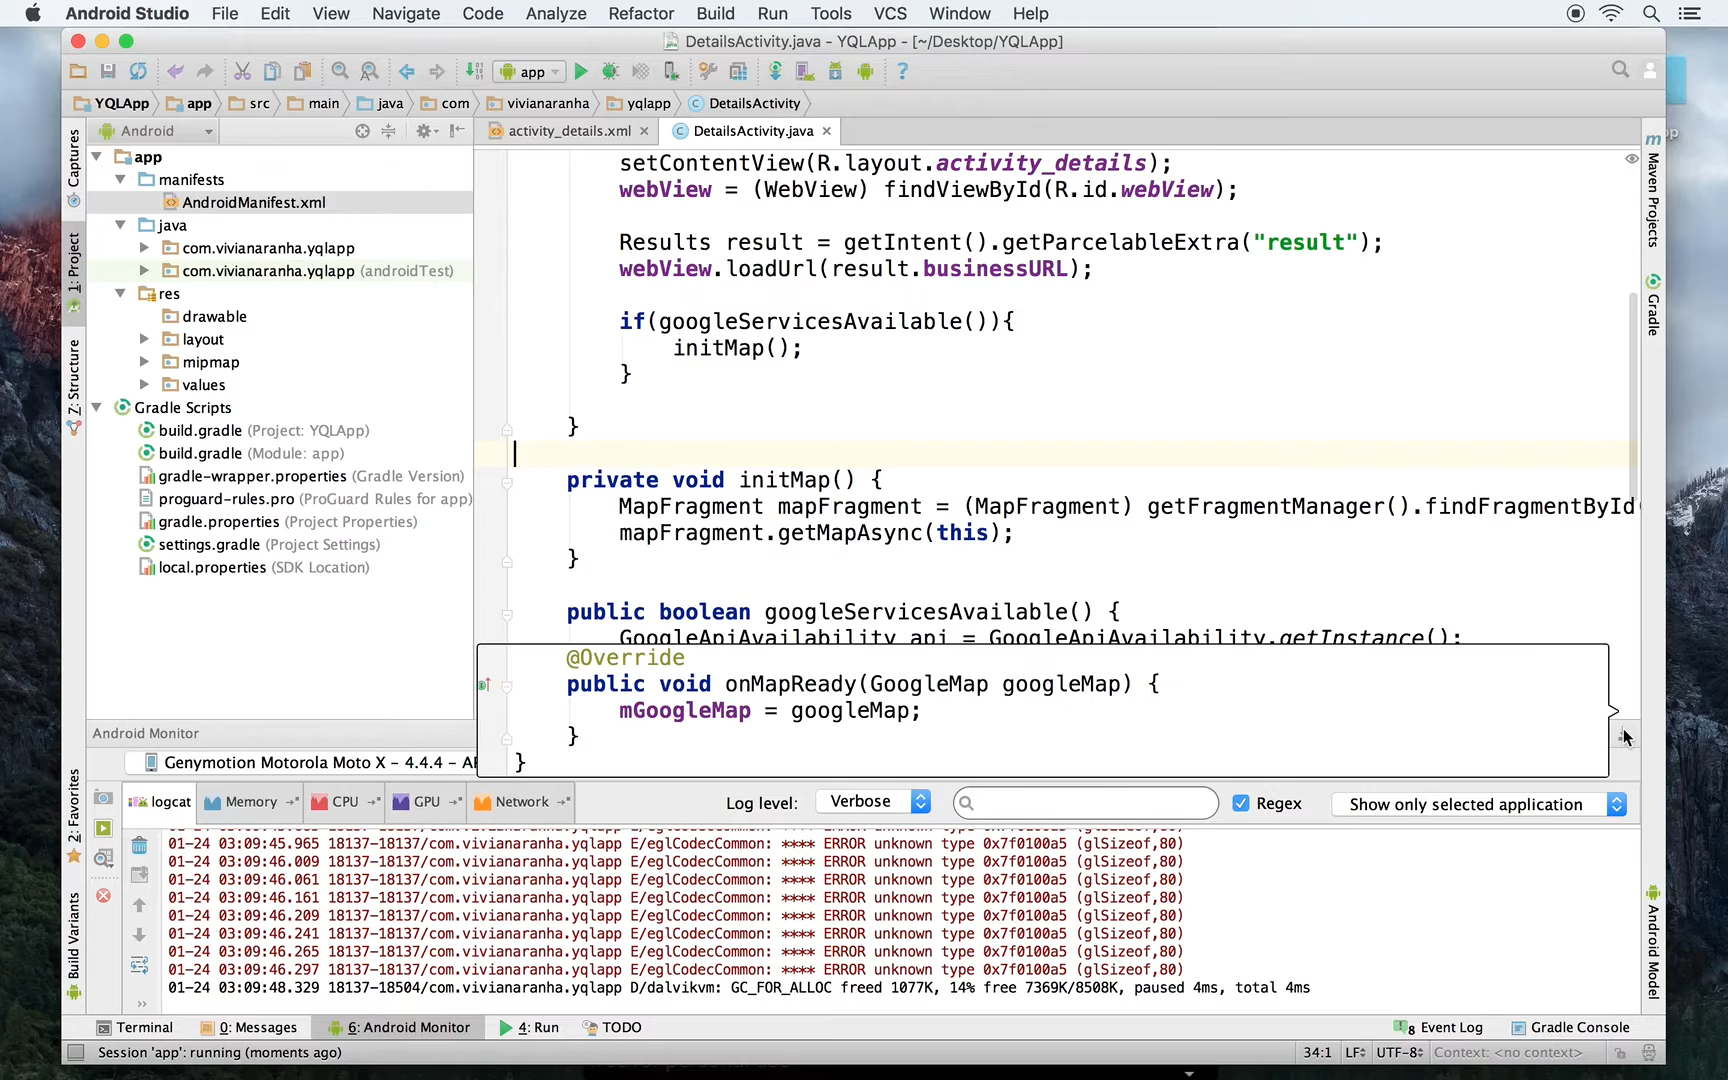 Android Studio File Edit View Navigate Code Analyze Refactor Build Run Tools VCS Window Help
DetailsActivity.java - YQLApp - [~/Desktop/YQLApp]
app
YQLApp app src main java com vivianaranha yqlapp DetailsActivity
Android
activity_details.xml DetailsActivity.java
Captures
1: Project
Z: Structure
2: Favorites
Build Variants
app
manifests
AndroidManifest.xml
java
com.vivianaranha.yqlapp
com.vivianaranha.yqlapp (androidTest)
res
drawable
layout
mipmap
values
Gradle Scripts
build.gradle (Project: YQLApp)
build.gradle (Module: app)
gradle-wrapper.properties (Gradle Version)
proguard-rules.pro (ProGuard Rules for app)
gradle.properties (Project Properties)
settings.gradle (Project Settings)
local.properties (SDK Location)
setContentView(R.layout.activity_details);
webView = (WebView) findViewById(R.id.webView);
Results result = getIntent().getParcelableExtra("result");
webView.loadUrl(result.businessURL);
if(googleServicesAvailable()){
initMap();
}
}
private void initMap() {
MapFragment mapFragment = (MapFragment) getFragmentManager().findFragmentById(
mapFragment.getMapAsync(this);
}
public boolean googleServicesAvailable() {
GoogleApiAvailability api = GoogleApiAvailability.getInstance();
@Override
public void onMapReady(GoogleMap googleMap) {
mGoogleMap = googleMap;
}
}
Maven Projects
Gradle
Android Model
Android Monitor
Genymotion Motorola Moto X - 4.4.4 - AP
logcat Memory CPU GPU Network Log level: Verbose Regex Show only selected application
01-24 03:09:45.965 18137-18137/com.vivianaranha.yqlapp E/eglCodecCommon: **** ERROR unknown type 0x7f0100a5 (glSizeof,80)
01-24 03:09:46.009 18137-18137/com.vivianaranha.yqlapp E/eglCodecCommon: **** ERROR unknown type 0x7f0100a5 (glSizeof,80)
01-24 03:09:46.061 18137-18137/com.vivianaranha.yqlapp E/eglCodecCommon: **** ERROR unknown type 0x7f0100a5 (glSizeof,80)
01-24 03:09:46.161 18137-18137/com.vivianaranha.yqlapp E/eglCodecCommon: **** ERROR unknown type 0x7f0100a5 (glSizeof,80)
01-24 03:09:46.209 18137-18137/com.vivianaranha.yqlapp E/eglCodecCommon: **** ERROR unknown type 0x7f0100a5 (glSizeof,80)
01-24 03:09:46.241 18137-18137/com.vivianaranha.yqlapp E/eglCodecCommon: **** ERROR unknown type 0x7f0100a5 (glSizeof,80)
01-24 03:09:46.265 18137-18137/com.vivianaranha.yqlapp E/eglCodecCommon: **** ERROR unknown type 0x7f0100a5 (glSizeof,80)
01-24 03:09:46.297 18137-18137/com.vivianaranha.yqlapp E/eglCodecCommon: **** ERROR unknown type 0x7f0100a5 (glSizeof,80)
01-24 03:09:48.329 18137-18504/com.vivianaranha.yqlapp D/dalvikvm: GC_FOR_ALLOC freed 1077K, 14% free 7369K/8508K, paused 4ms, total 4ms
Terminal 0: Messages 6: Android Monitor 4: Run TODO 8 Event Log Gradle Console
Session 'app': running (moments ago) 34:1 LF UTF-8 Context: <no context>